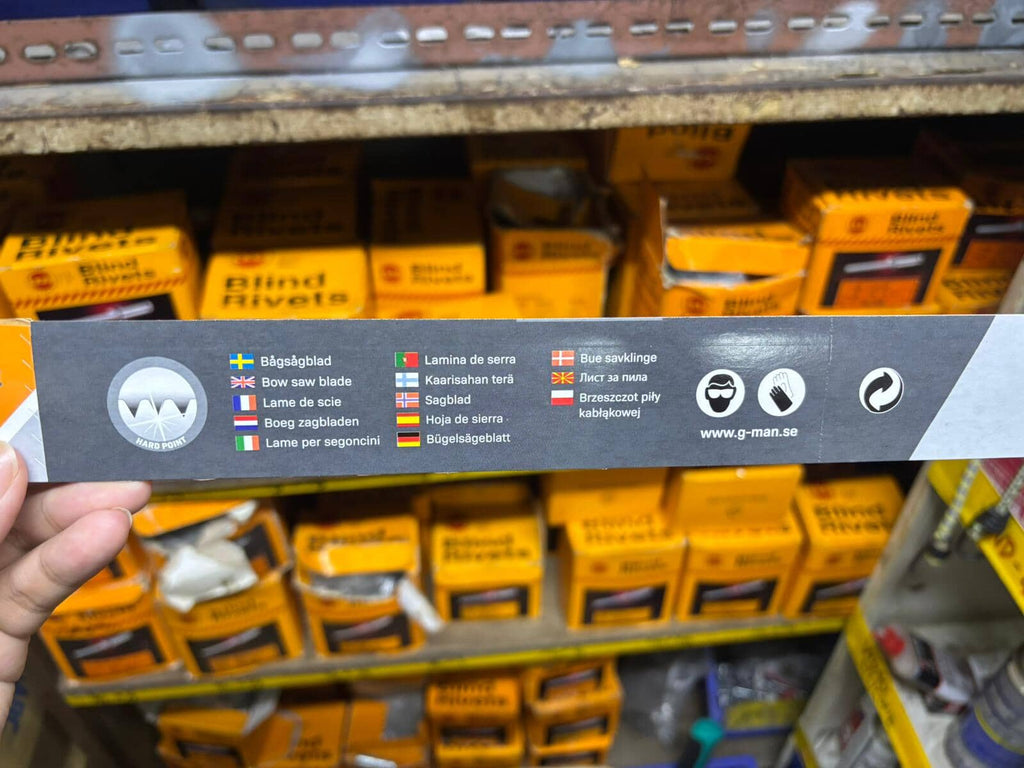 Blind
Rivets
Blind
Rivets
Blind
Rivets
Blind
Rivets
Bågsågblad
Bow saw blade
Lame de scie
Boeg zagbladen
Lame per segoncini
Lamina de serra
Kaarisahan terä
Sagblad
Hoja de sierra
Bügelsägeblatt
Bue savklinge
Лист за пила
Brzeszczot piły
kabłąkowej
HARD POINT
www.g-man.se
Blind Rivets